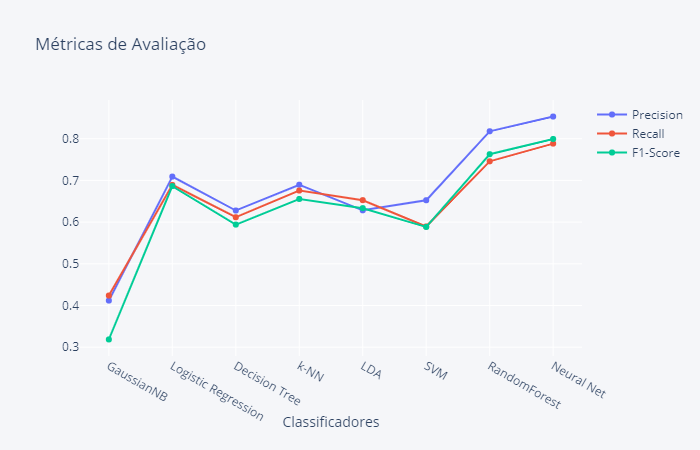 Métricas de Avaliação
Precision
Recall
F1-Score
0.8
0.7
0.6
0.5
0.4
0.3
GaussianNB
Logistic Regression
Decision Tree
k-NN
LDA
SVM
RandomForest
Neural Net
Classificadores